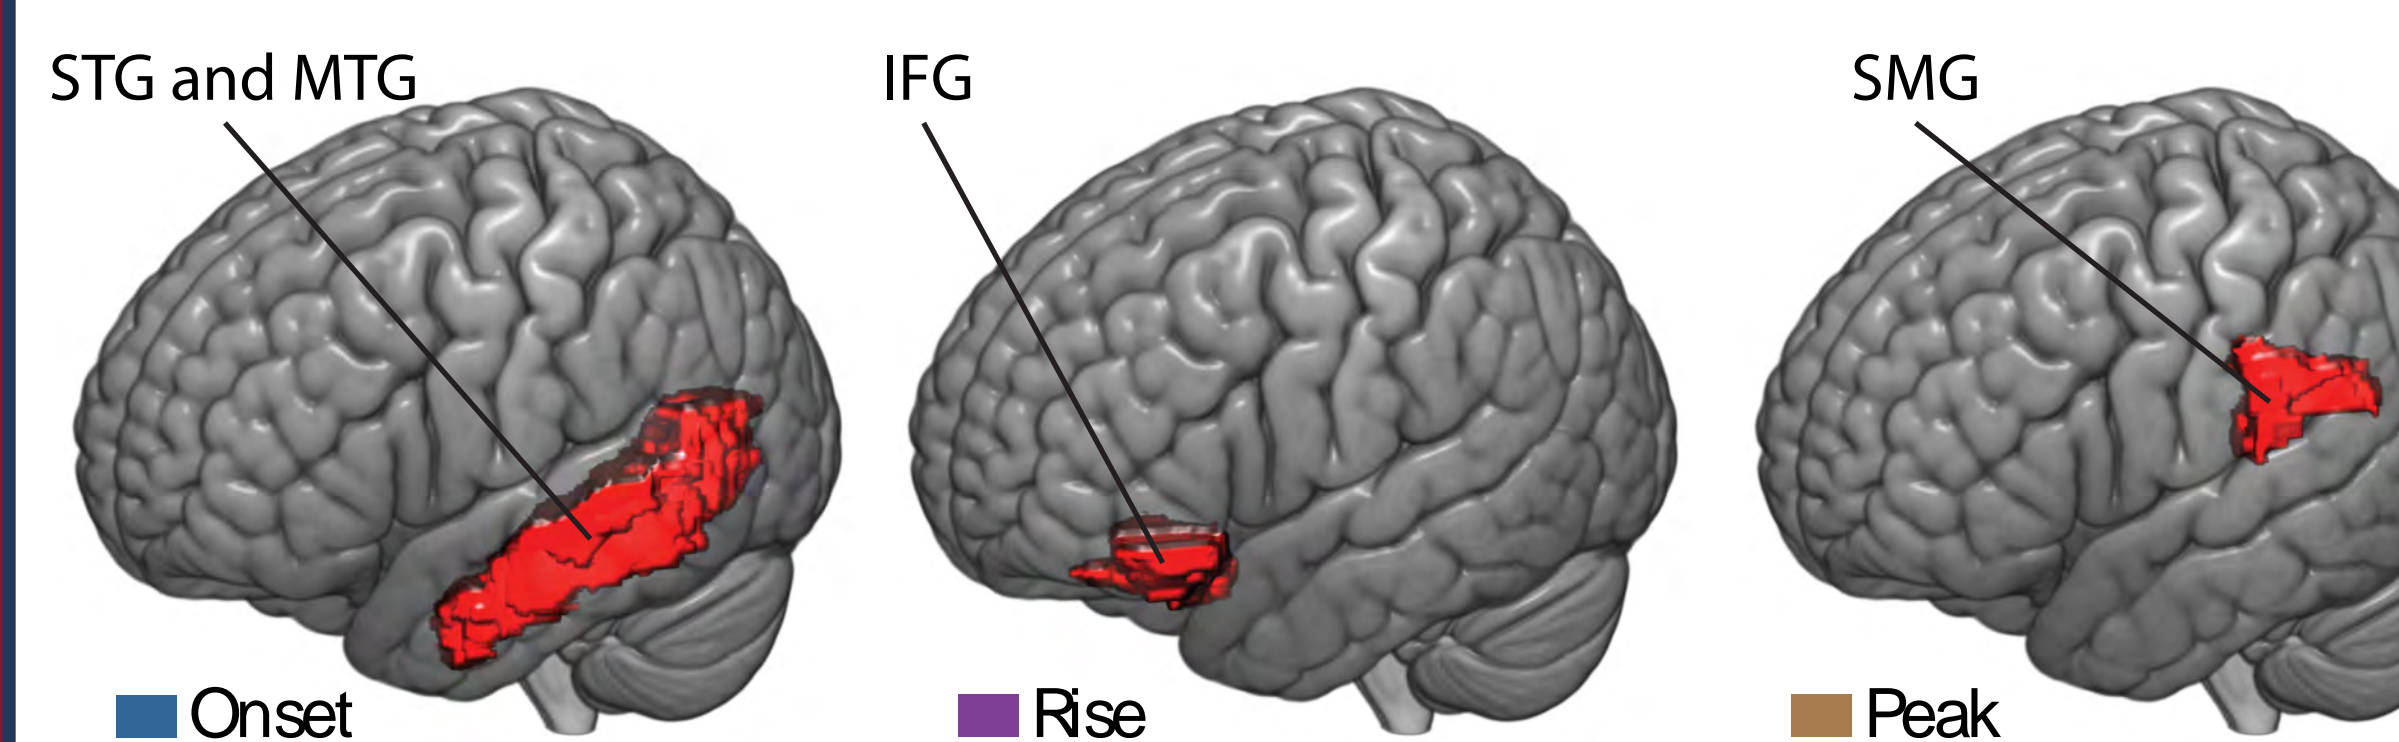 STG and MTG
IFG
SMG
Onset
Rise
Peak